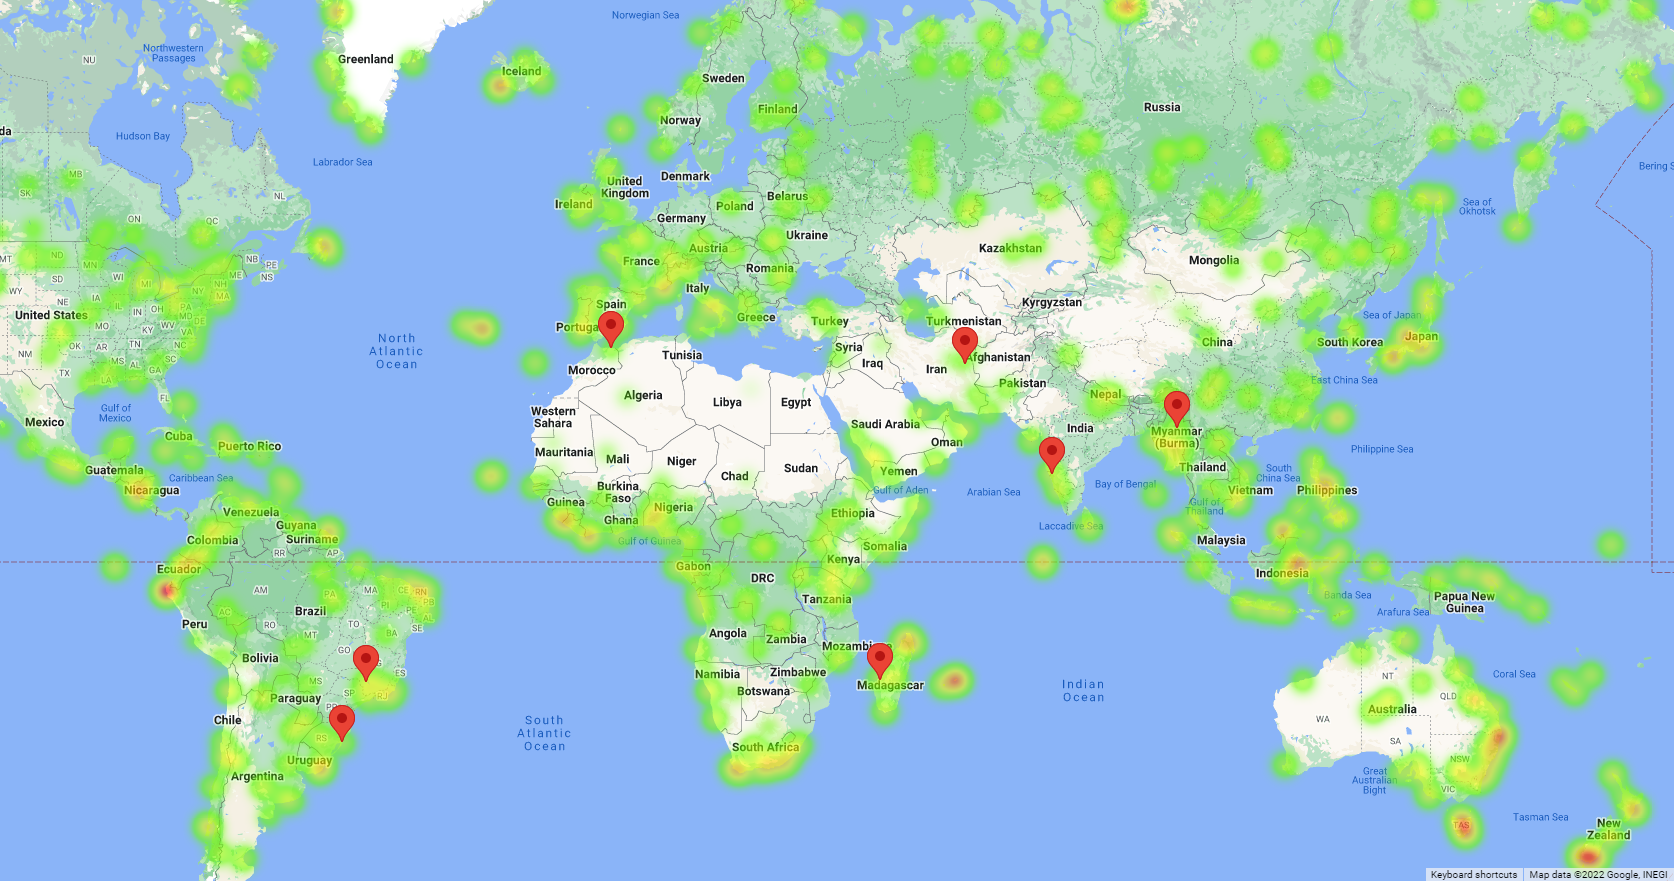 Norwegian Sea
Northwestern
Passages
NU
Greenland
Iceland
Sweden
Finland
Norway
Russia
Hudson Bay
da
Labrador Sea
Bering S
MB
SK
NL
United
Kingdom
Denmark
Ireland
Belarus
Poland
Germany
Sea of
Okhotsk
ON
QC
Ukraine
Austria
Kazakhstan
Mongolia
France
Romania
MT
ND
MN
NB
PE
NS
SD
WI
MI
NH
NY
MA
WY
Italy
Kyrgyzstan
NE
IA
IL
IN
OH
PA
MD
DE
United States
Spain
Portuga
Greece
Turkey
Turkmenistan
Sea of Japan
Japan
South Korea
China
KS
MO
KY
WV
VA
OK
AR
TN
NC
NM
MS
AL
SC
GA
TX
LA
FL
North
Atlantic
Ocean
Tunisia
Morocco
Syria
Iraq
Iran
Afghanistan
Pakistan
East China Sea
Nepal
Algeria
Libya
Egypt
Western
Sahara
Gulf of
Mexico
Mexico
Cuba
Puerto Rico
Saudi Arabia
Oman
India
Myanmar
(Burma)
Philippine Sea
Mauritania
Mali
Niger
Chad
Sudan
Yemen
Thailand
Guatemala
Caribbean Sea
Nicaragua
Burkina
Faso
Guinea
Ghana
Nigeria
Gulf of Aden
Arabian Sea
Bay of Bengal
South
China Sea
Vietnam
Philippines
Gulf of
Thailand
Venezuela
Guyana
Suriname
Colombia
Ethiopia
Laccadive Sea
Gulf of Guinea
Somalia
Malaysia
RR
AP
Ecuador
Gabon
Kenya
DRC
Indonesia
AM
PA
MA
CE
RN
PB
PE
AL
SE
PI
Brazil
AC
RO
TO
BA
MT
Peru
Tanzania
Banda Sea
Arafura Sea
Papua New
Guinea
Angola
Zambia
Mozambi
Bolivia
GO
ES
MS
SP
RJ
Namibia
Zimbabwe
Botswana
Madagascar
Indian
Ocean
Coral Sea
NT
QLD
Australia
WA
SA
NSW
VIC
TAS
Paraguay
PR
Chile
RS
Uruguay
Argentina
South
Atlantic
Ocean
South Africa
Great
Australian
Bight
Tasman Sea
New
Zealand
Keyboard shortcuts
Map data ©2022 Google, INEGI